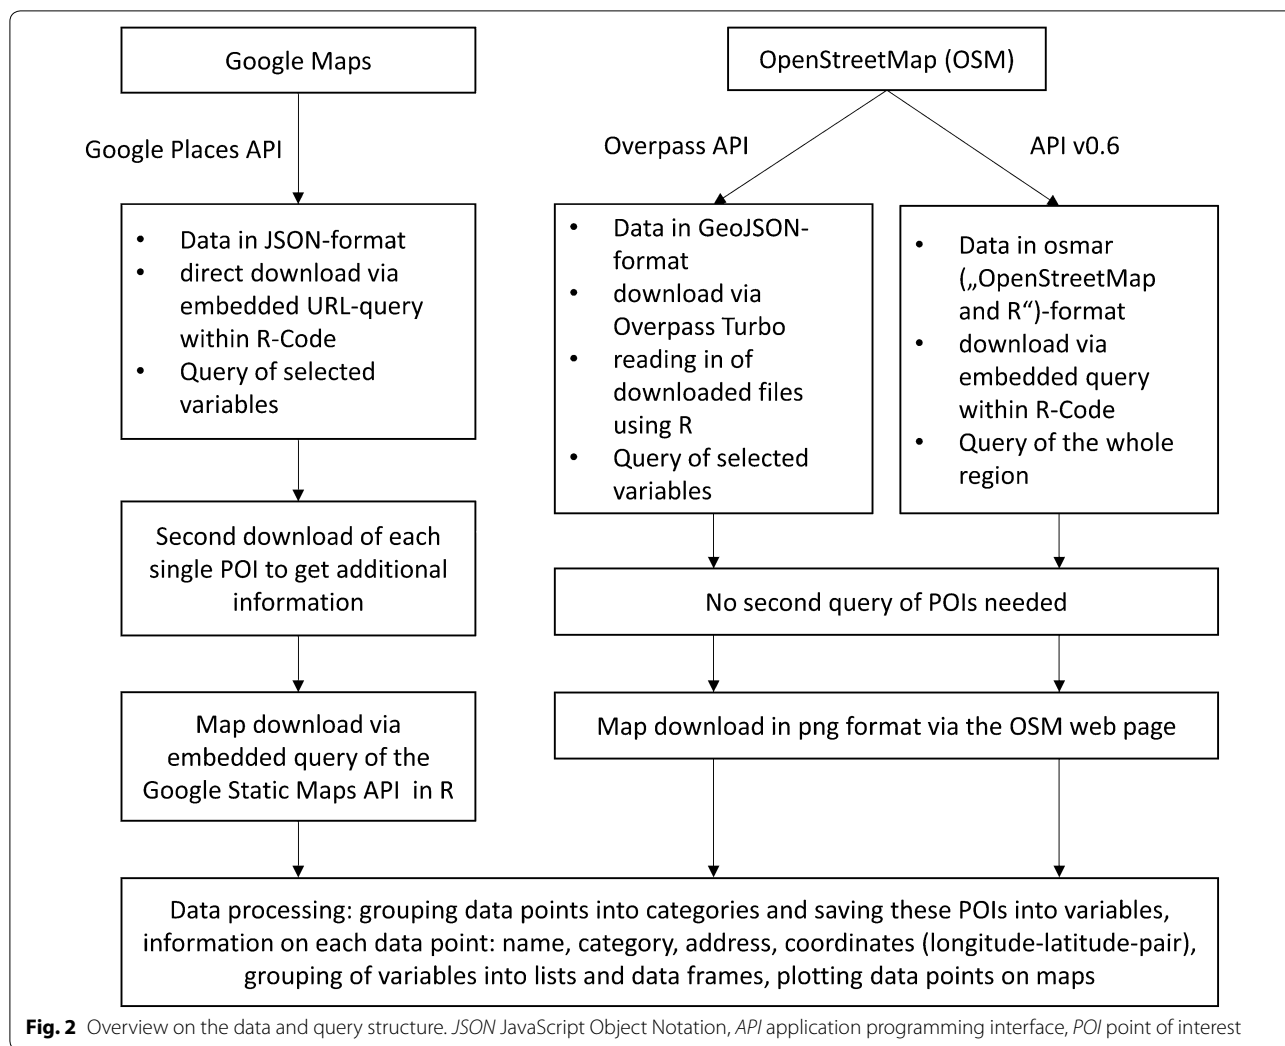 Google Maps
Google Places API
• Data in JSON-format
• direct download via
embedded URL-query
within R-Code
• Query of selected
variables
Second download of each
single POI to get additional
information
Map download via
embedded query of the
Google Static Maps API in R
OpenStreetMap (OSM)
Overpass API
API v0.6
• Data in GeoJSON-
format
• download via
Overpass Turbo
• reading in of
downloaded files
using R
• Query of selected
variables
• Data in osmar
(„OpenStreetMap
and R“)-format
• download via
embedded query
within R-Code
• Query of the whole
region
No second query of POIs needed
Map download in png format via the OSM web page
Data processing: grouping data points into categories and saving these POIs into variables,
information on each data point: name, category, address, coordinates (longitude-latitude-pair),
grouping of variables into lists and data frames, plotting data points on maps
Fig. 2 Overview on the data and query structure. JSON JavaScript Object Notation, API application programming interface, POI point of interest